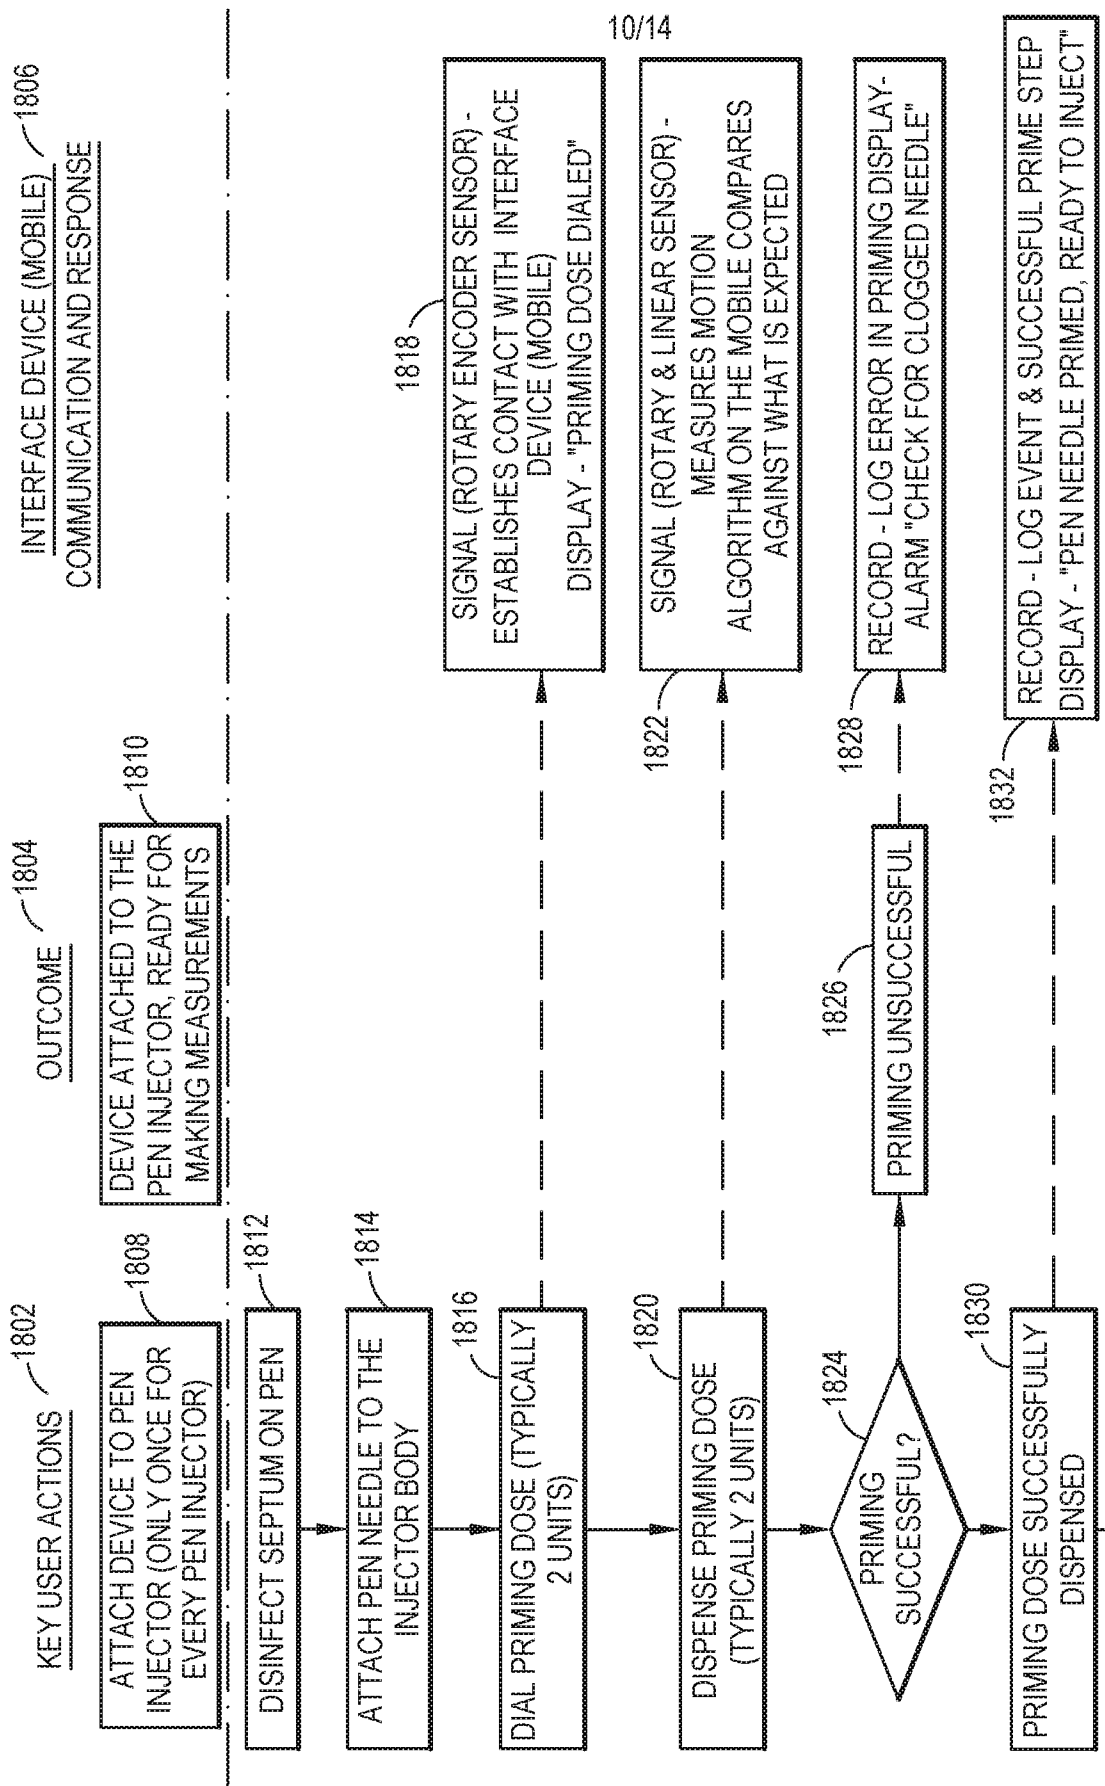 10/14
KEY USER ACTIONS
1802
OUTCOME
1804
INTERFACE DEVICE (MOBILE)
COMMUNICATION AND RESPONSE
1806
ATTACH DEVICE TO PEN
INJECTOR (ONLY ONCE FOR
EVERY PEN INJECTOR)
1808
DEVICE ATTACHED TO THE
PEN INJECTOR, READY FOR
MAKING MEASUREMENTS
1810
DISINFECT SEPTUM ON PEN
1812
ATTACH PEN NEEDLE TO THE
INJECTOR BODY
1814
DIAL PRIMING DOSE (TYPICALLY
2 UNITS)
1816
SIGNAL (ROTARY ENCODER SENSOR) -
ESTABLISHES CONTACT WITH INTERFACE
DEVICE (MOBILE)
DISPLAY - "PRIMING DOSE DIALED"
1818
DISPENSE PRIMING DOSE
(TYPICALLY 2 UNITS)
1820
SIGNAL (ROTARY & LINEAR SENSOR) -
MEASURES MOTION
ALGORITHM ON THE MOBILE COMPARES
AGAINST WHAT IS EXPECTED
1822
PRIMING
SUCCESSFUL?
1824
PRIMING UNSUCCESSFUL
1826
RECORD - LOG ERROR IN PRIMING DISPLAY-
ALARM "CHECK FOR CLOGGED NEEDLE"
1828
PRIMING DOSE SUCCESSFULLY
DISPENSED
1830
RECORD - LOG EVENT & SUCCESSFUL PRIME STEP
DISPLAY - "PEN NEEDLE PRIMED, READY TO INJECT"
1832